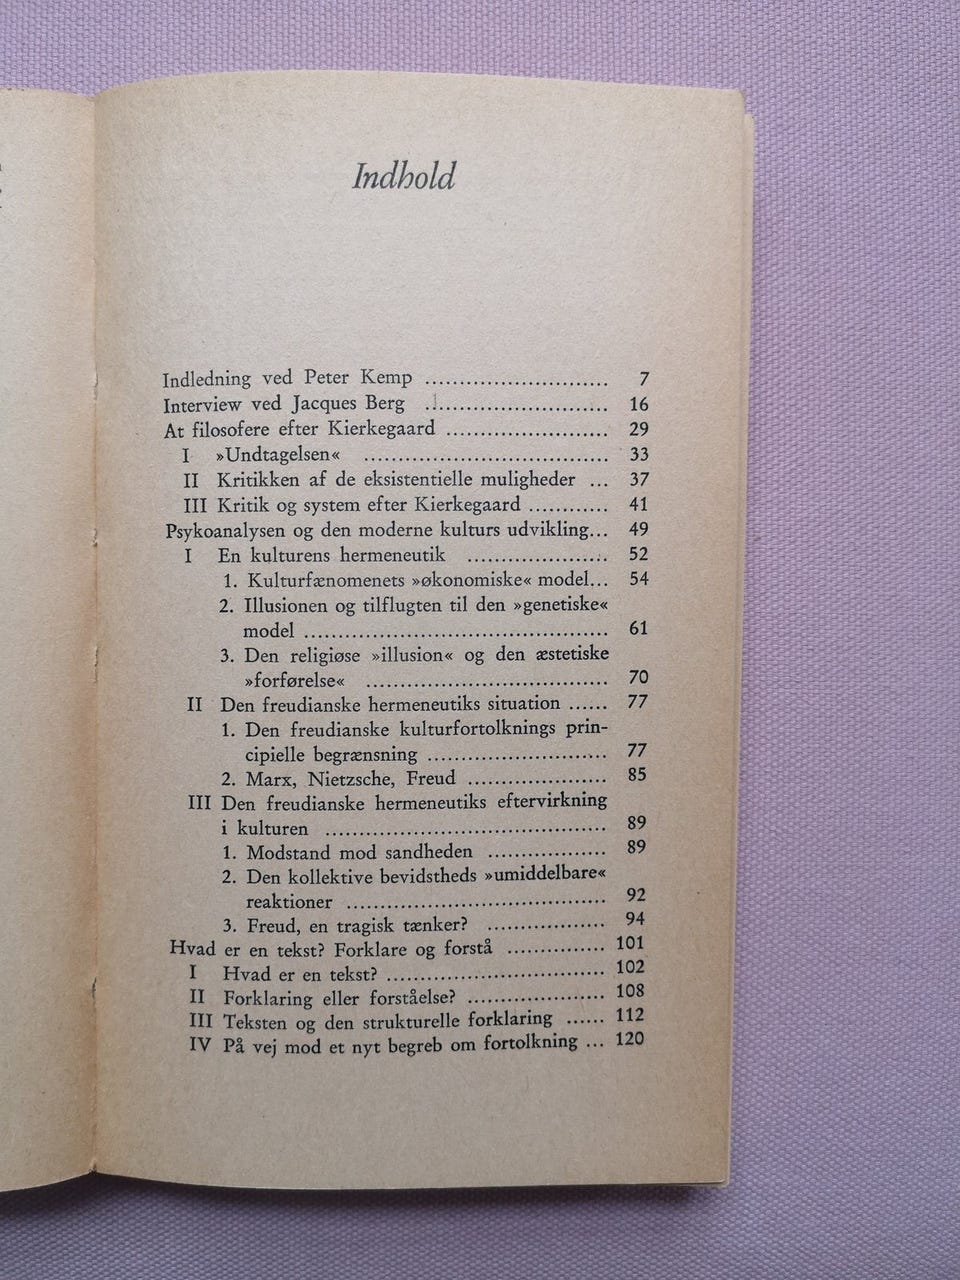 Indhold
Indledning ved Peter Kemp ........................... 7
Interview ved Jacques Berg .......................... 16
At filosofere efter Kierkegaard ........................ 29
I »Undtagelsen« .................................... 33
II Kritikken af de eksistentielle muligheder ... 37
III Kritik og system efter Kierkegaard ............ 41
Psykoanalysen og den moderne kulturs udvikling... 49
I En kulturens hermeneutik ..................... 52
1. Kulturfænomenets »økonomiske« model... 54
2. Illusionen og tilflugten til den »genetiske«
model ............................................. 61
3. Den religiøse »illusion« og den æstetiske
»forførelse« .................................... 70
II Den freudianske hermeneutiks situation ...... 77
1. Den freudianske kulturfortolknings prin-
cipielle begrænsning .......................... 77
2. Marx, Nietzsche, Freud .................... 85
III Den freudianske hermeneutiks eftervirkning
i kulturen ......................................... 89
1. Modstand mod sandheden .................. 89
2. Den kollektive bevidstheds »umiddelbare«
reaktioner ...................................... 92
3. Freud, en tragisk tænker? ................. 94
Hvad er en tekst? Forklare og forstå .............. 101
I Hvad er en tekst? ................................ 102
II Forklaring eller forståelse? .................... 108
III Teksten og den strukturelle forklaring ...... 112
IV På vej mod et nyt begreb om fortolkning ... 120